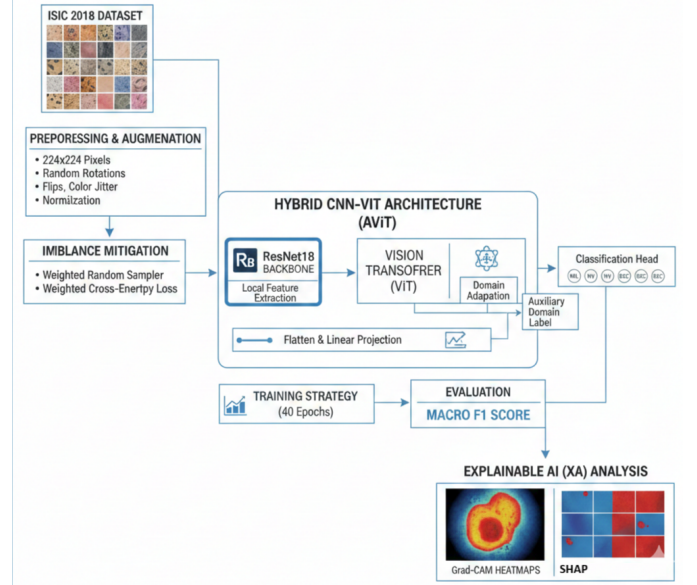 ISIC 2018 DATASET
PREPORESSING & AUGMENATION
• 224x224 Pixels
• Random Rotations
• Flips, Color Jitter
• Normilzation
IMBLANCE MITIGATION
• Weighted Random Sampler
• Weighted Cross-Enertpy Loss
HYBRID CNN-VIT ARCHITECTURE
(AViT)
RB ResNet18
BACKBONE
Local Feature
Extraction
VISION
TRANSOFRER
(ViT)
Domain
Adapation
Auxiliary
Domain
Label
Flatten & Linear Projection
Classification Head
NV
TRAINING STRATEGY
(40 Epochs)
EVALUATION
MACRO F1 SCORE
EXPLAINABLE AI (XA) ANALYSIS
Grad-CAM HEATMAPS
SHAP